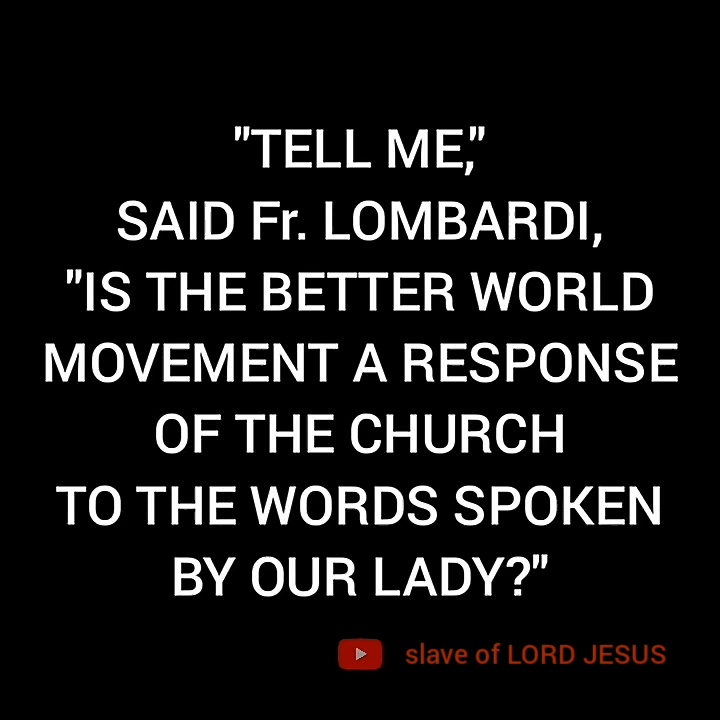 "TELL ME,"
SAID Fr. LOMBARDI,
"IS THE BETTER WORLD
MOVEMENT A RESPONSE
OF THE CHURCH
TO THE WORDS SPOKEN
BY OUR LADY?"
slave of LORD JESUS